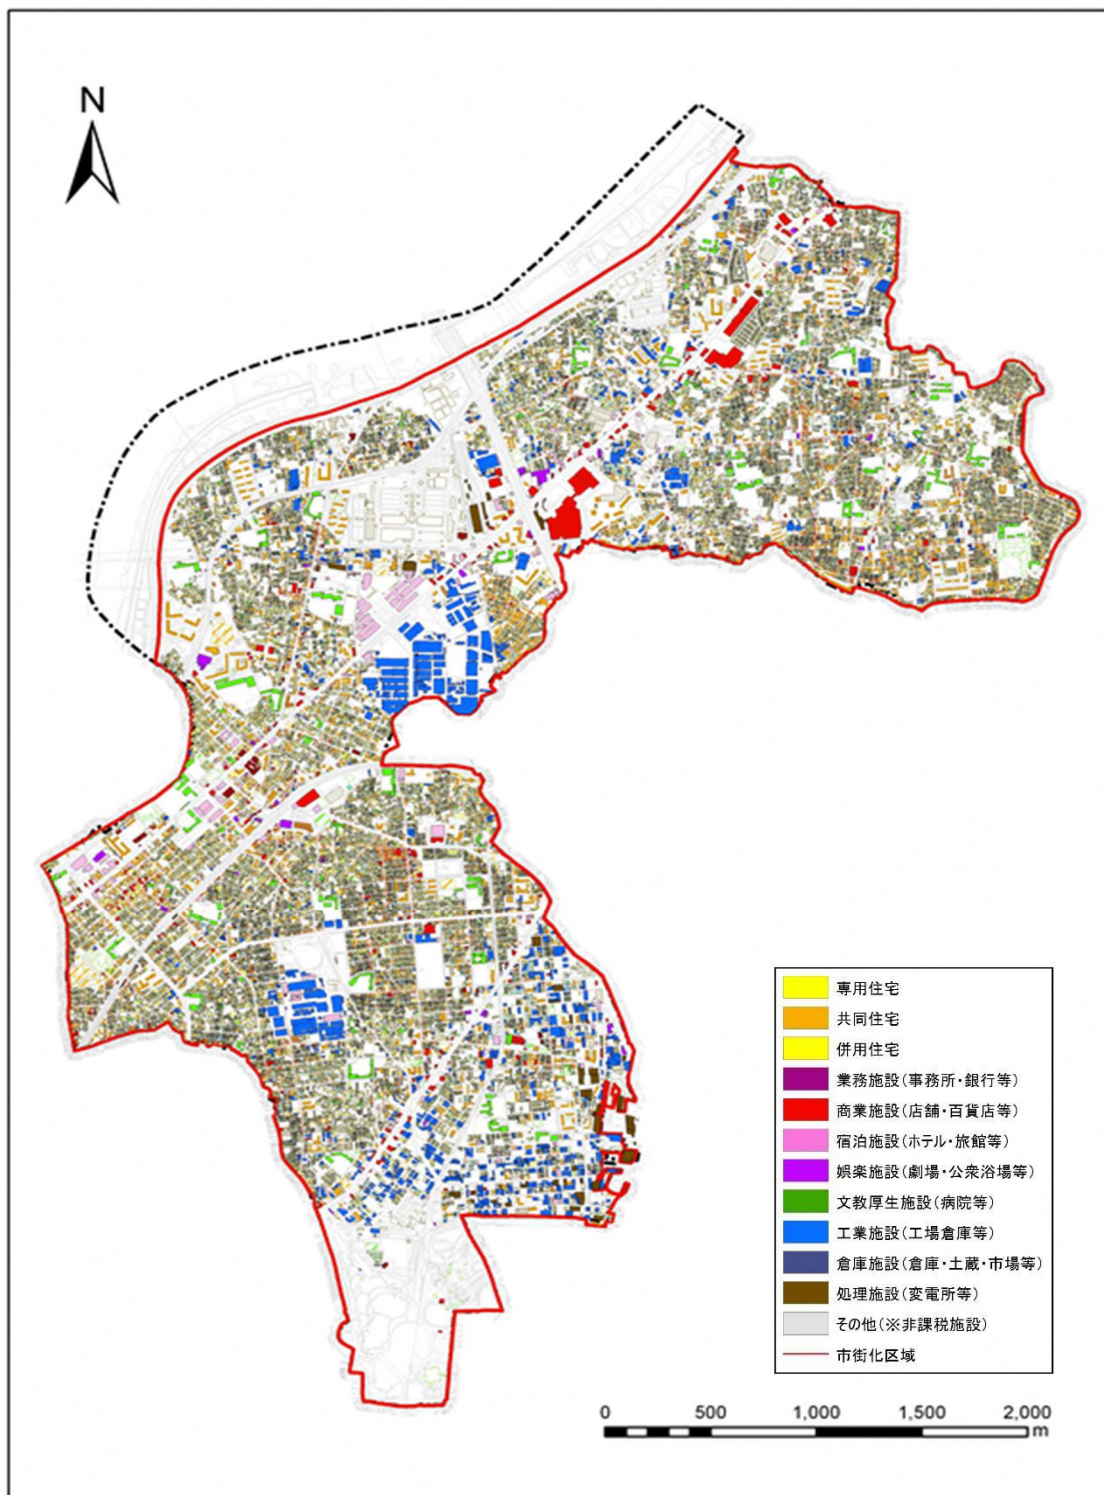 N
専用住宅
共同住宅
併用住宅
業務施設(事務所・銀行等)
商業施設(店舗・百貨店等)
宿泊施設(ホテル・旅館等)
娯楽施設(劇場・公衆浴場等)
文教厚生施設(病院等)
工業施設(工場倉庫等)
倉庫施設(倉庫・土蔵・市場等)
処理施設(変電所等)
その他(※非課税施設)
市街化区域
0 500 1,000 1,500 2,000
m